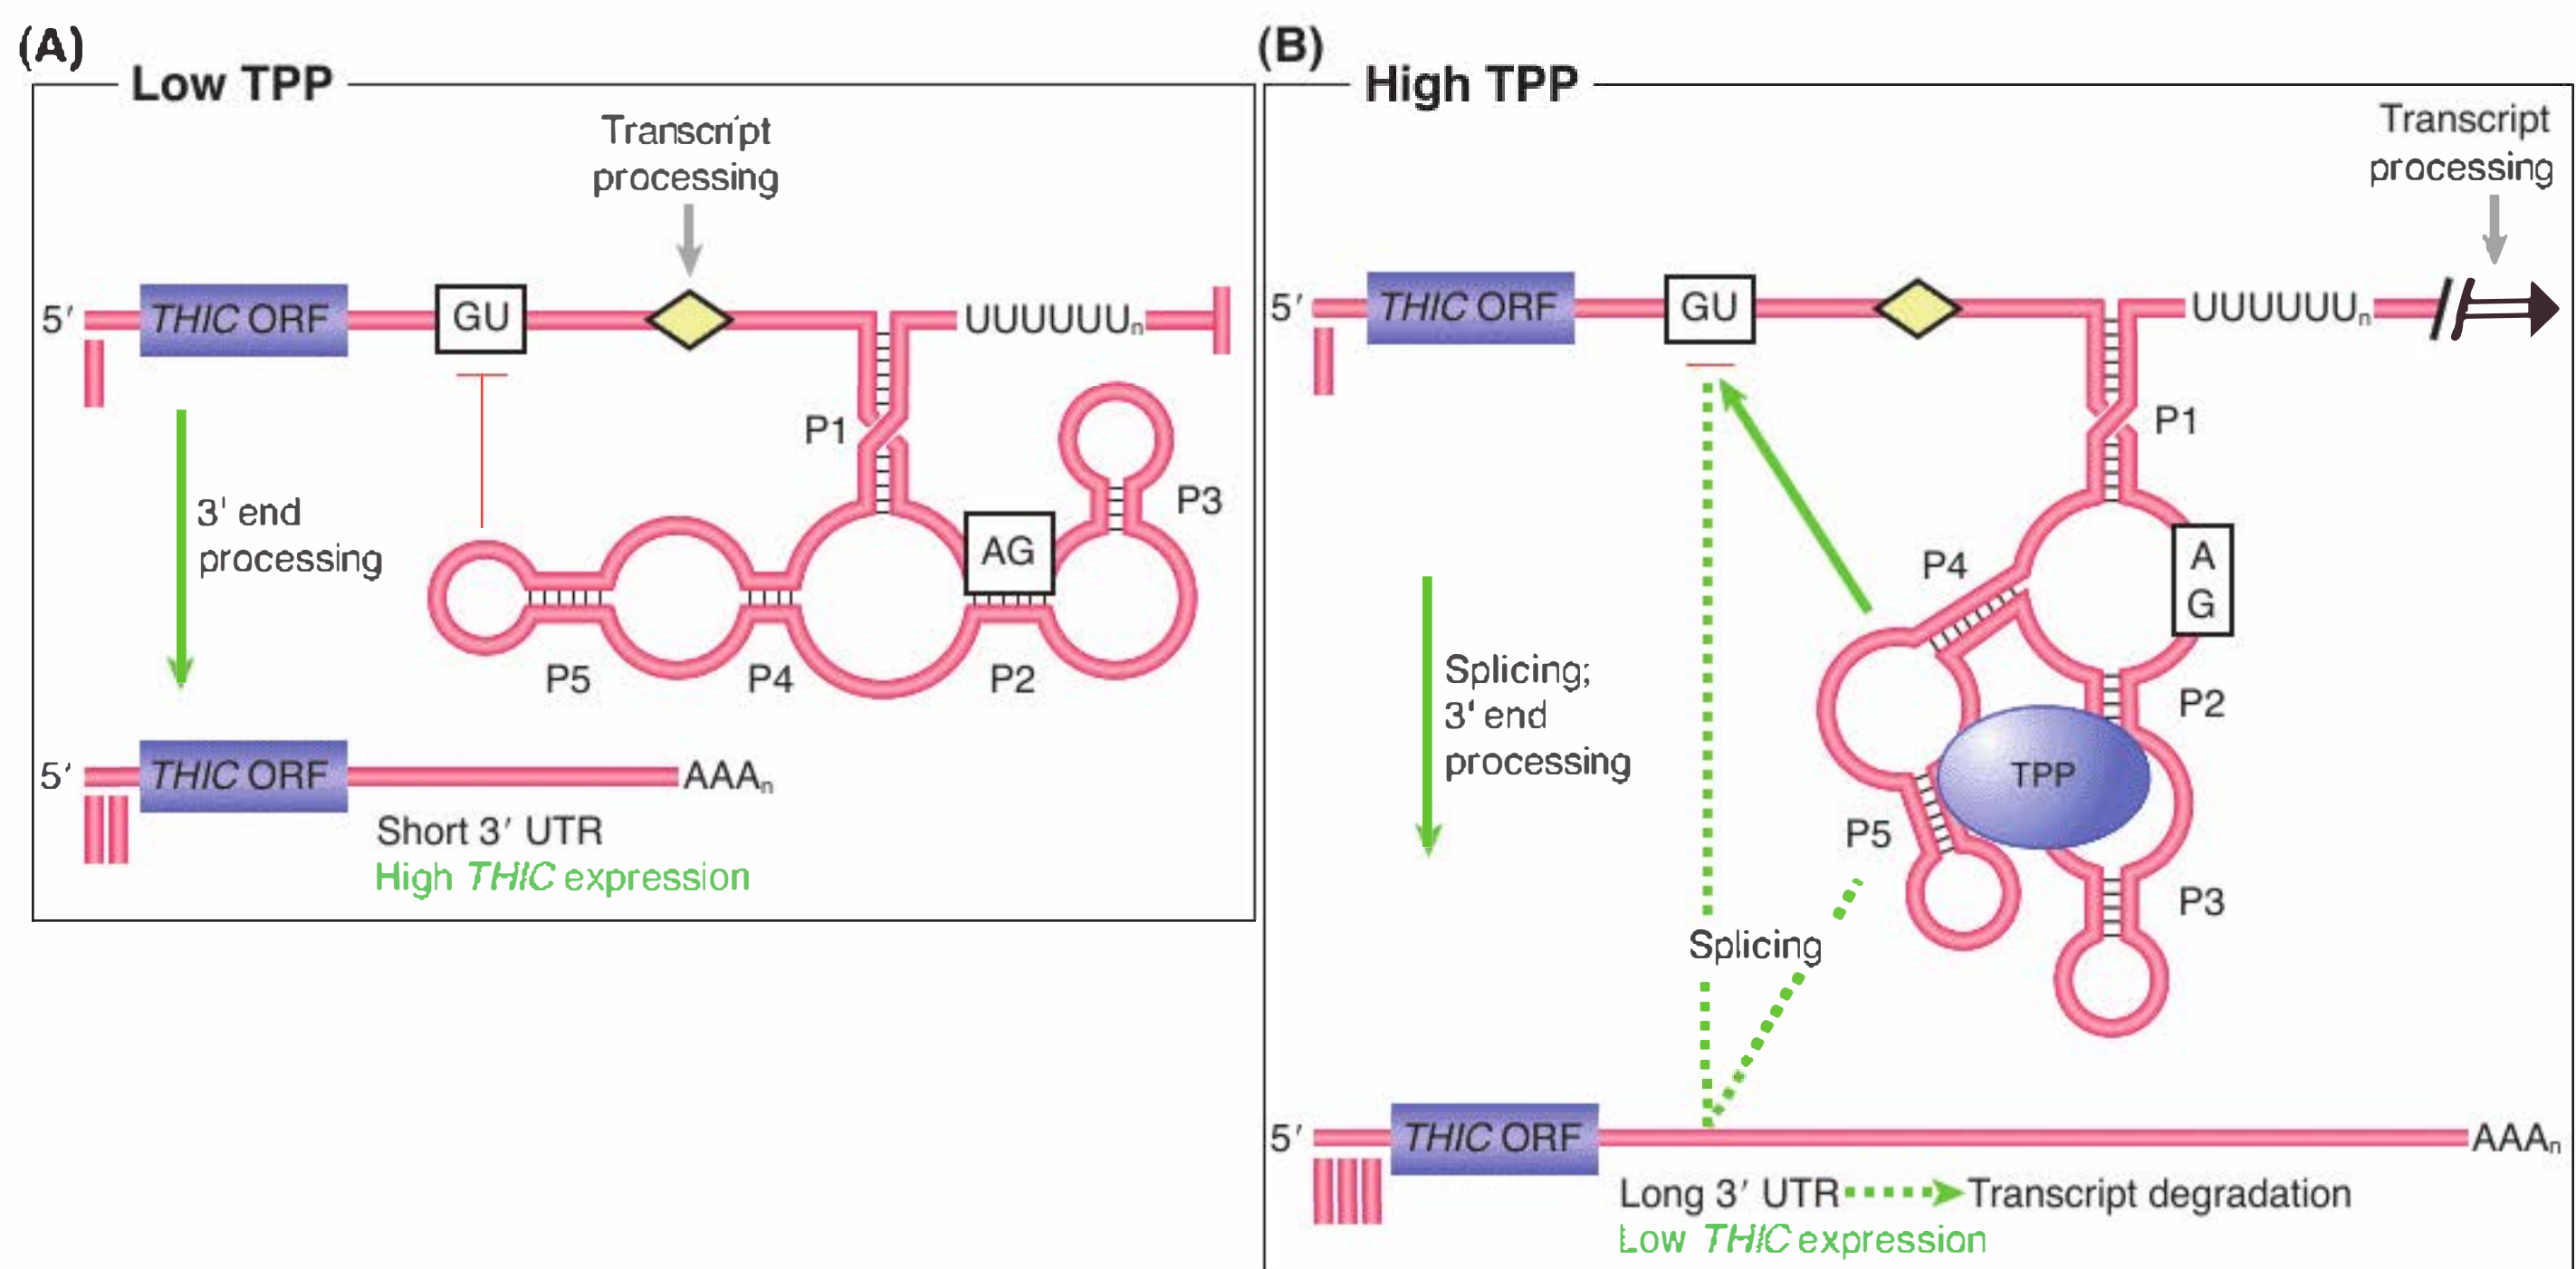 (A)
Low TPP
Transcript
processing
5′
THIC ORF
GU
UUUUUUn
P1
P3
AG
3' end
processing
P5
P4
P2
5′
THIC ORF
AAAn
Short 3′ UTR
High THIC expression
(B)
High TPP
Transcript
processing
5′
THIC ORF
GU
UUUUUUn
P1
A
G
P4
Splicing;
3' end
processing
P2
TPP
P5
P3
Splicing
5′
THIC ORF
AAAn
Long 3′ UTR Transcript degradation
Low THIC expression